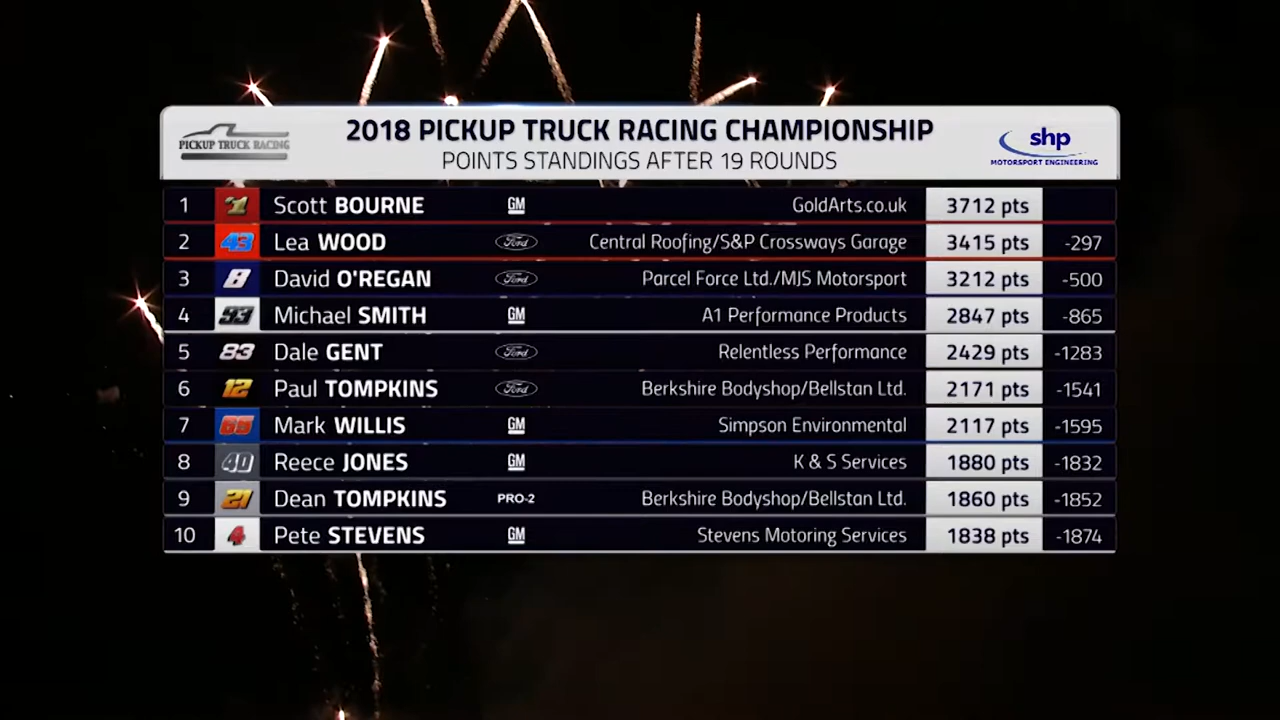 PICKUP TRUCK RACING
2018 PICKUP TRUCK RACING CHAMPIONSHIP
POINTS STANDINGS AFTER 19 ROUNDS
shp
MOTORSPORT ENGINEERING
1 1 Scott BOURNE GM GoldArts.co.uk 3712 pts
2 43 Lea WOOD Ford Central Roofing/S&P Crossways Garage 3415 pts -297
3 8 David O'REGAN Ford Parcel Force Ltd./MJS Motorsport 3212 pts -500
4 93 Michael SMITH GM A1 Performance Products 2847 pts -865
5 83 Dale GENT Ford Relentless Performance 2429 pts -1283
6 12 Paul TOMPKINS Ford Berkshire Bodyshop/Bellstan Ltd. 2171 pts -1541
7 65 Mark WILLIS GM Simpson Environmental 2117 pts -1595
8 40 Reece JONES GM K & S Services 1880 pts -1832
9 21 Dean TOMPKINS PRO-2 Berkshire Bodyshop/Bellstan Ltd. 1860 pts -1852
10 4 Pete STEVENS GM Stevens Motoring Services 1838 pts -1874